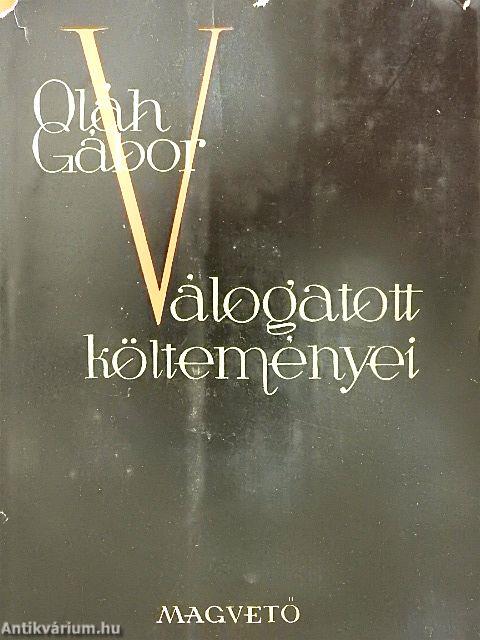 Oláh
Gábor
Válogatott
költeményei
MAGVETŐ
Antikvárium.hu